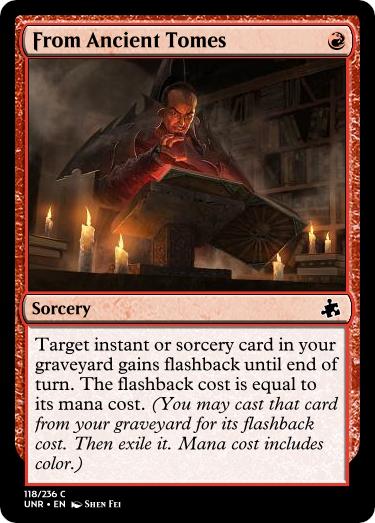 From Ancient Tomes
Sorcery
Target instant or sorcery card in your
graveyard gains flashback until end of
turn. The flashback cost is equal to
its mana cost. (You may cast that card
from your graveyard for its flashback
cost. Then exile it. Mana cost includes
color.)
118/236 C
UNR • EN Shen Fei